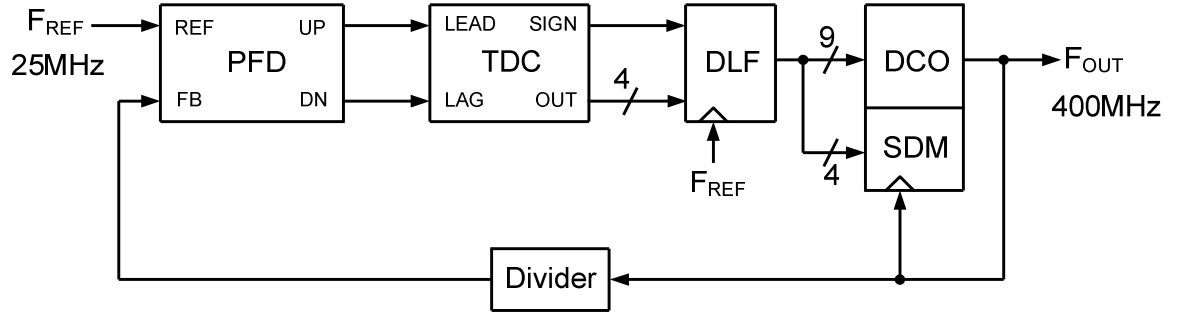 FREF
25MHz
REF
UP
PFD
FB
DN
LEAD
SIGN
TDC
LAG
OUT
4
DLF
FREF
9
4
DCO
SDM
FOUT
400MHz
Divider